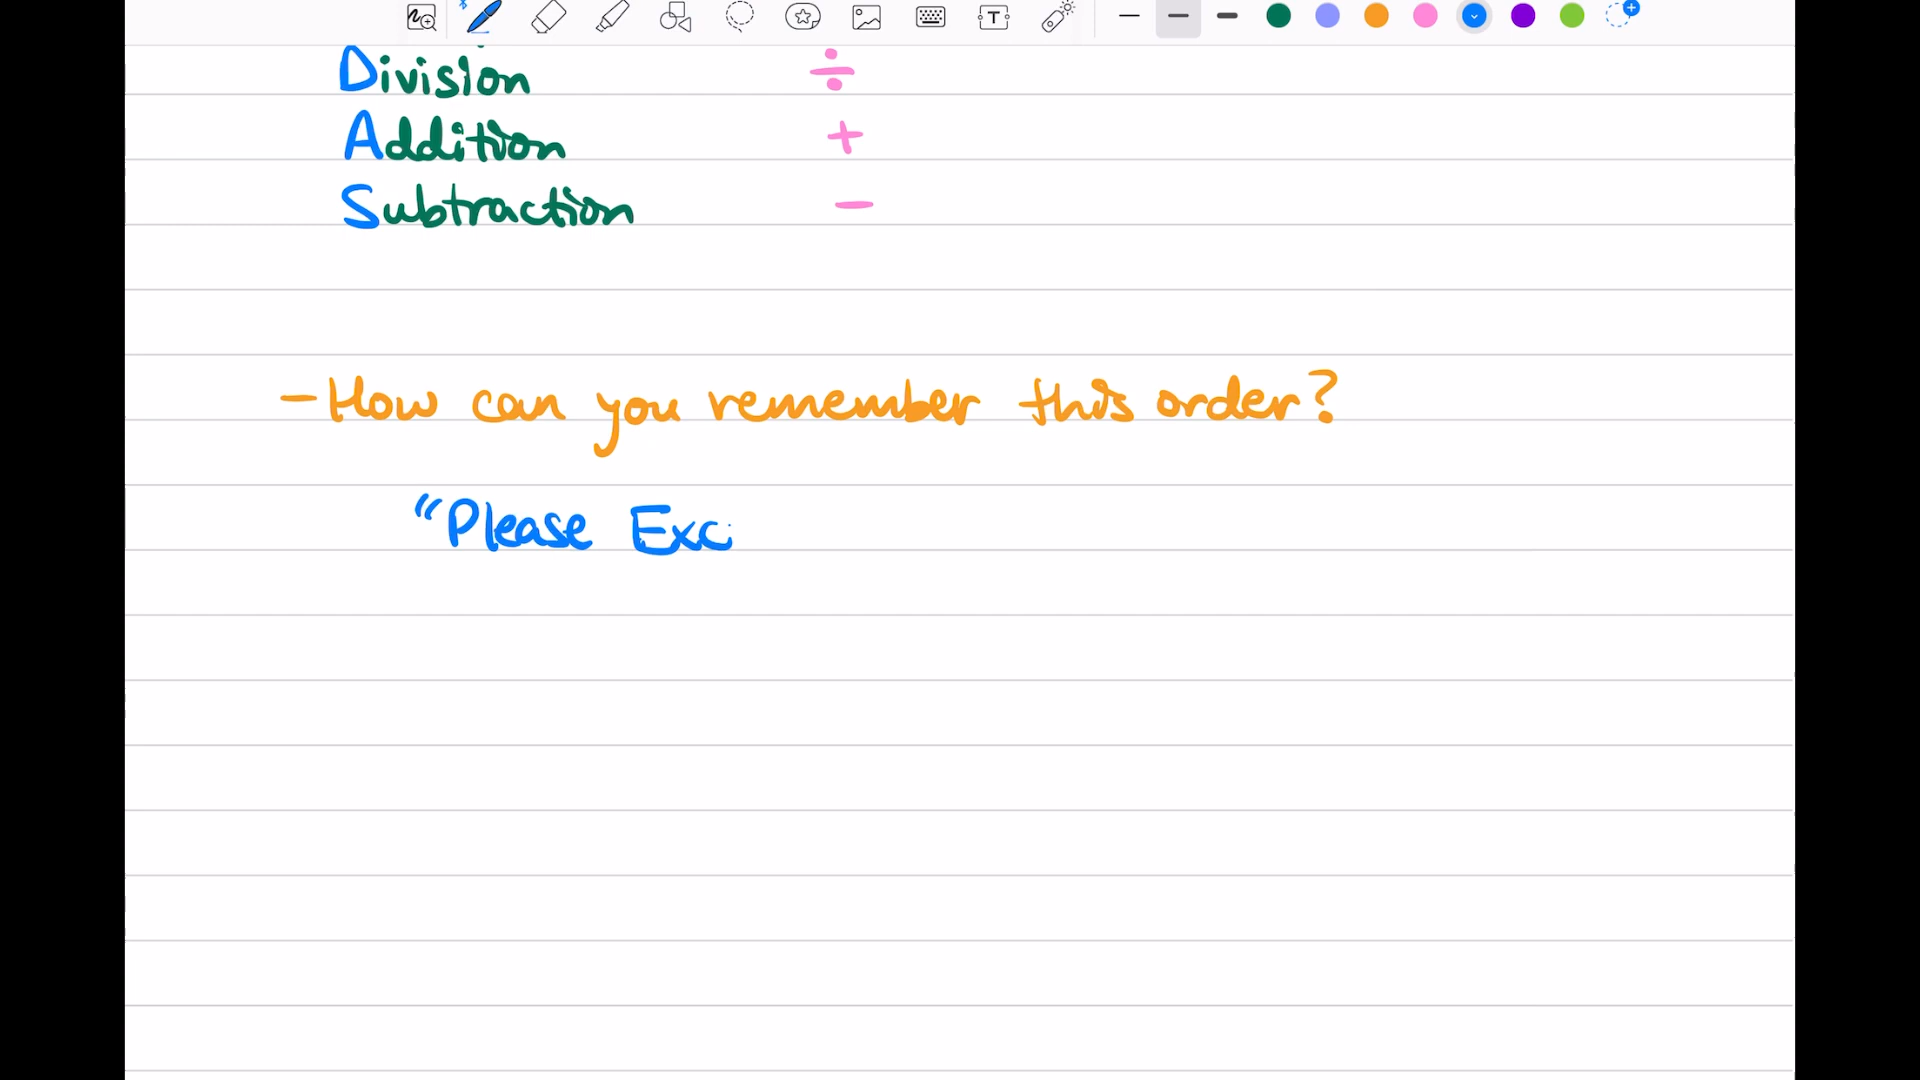 Division ÷
Addition +
Subtraction −
- How can you remember this order?
“Please Exc